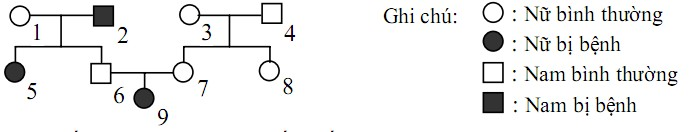 1 2 3 4
5 6 7 8
9
Ghi chú: : Nữ bình thường
: Nữ bị bệnh
: Nam bình thường
: Nam bị bệnh